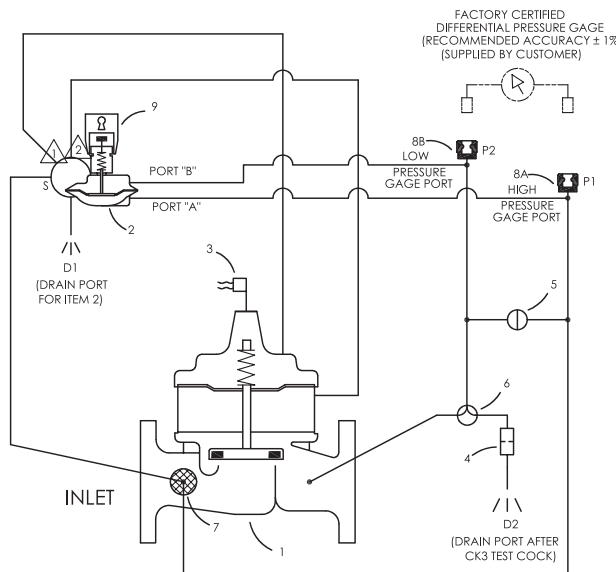 FACTORY CERTIFIED
DIFFERENTIAL PRESSURE GAGE
(RECOMMENDED ACCURACY ± 1%
(SUPPLIED BY CUSTOMER)
9
8B
P2
LOW
1
2
PORT "B"
PRESSURE
GAGE PORT
8A
P1
HIGH
S
PORT "A"
PRESSURE
GAGE PORT
2
D1
(DRAIN PORT
FOR ITEM 2)
3
5
6
4
INLET
7
1
D2
(DRAIN PORT AFTER
CK3 TEST COCK)